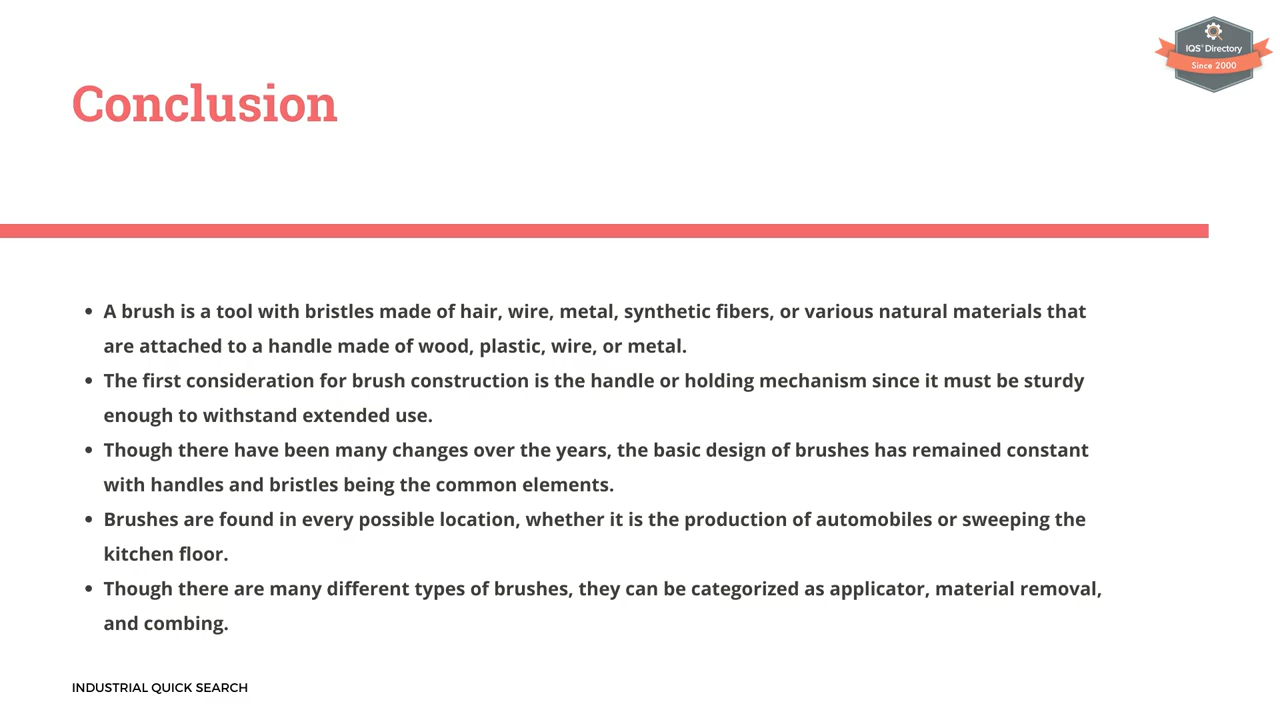 IQS® Directory
Since 2000
Conclusion
• A brush is a tool with bristles made of hair, wire, metal, synthetic fibers, or various natural materials that
are attached to a handle made of wood, plastic, wire, or metal.
• The first consideration for brush construction is the handle or holding mechanism since it must be sturdy
enough to withstand extended use.
• Though there have been many changes over the years, the basic design of brushes has remained constant
with handles and bristles being the common elements.
• Brushes are found in every possible location, whether it is the production of automobiles or sweeping the
kitchen floor.
• Though there are many different types of brushes, they can be categorized as applicator, material removal,
and combing.
INDUSTRIAL QUICK SEARCH